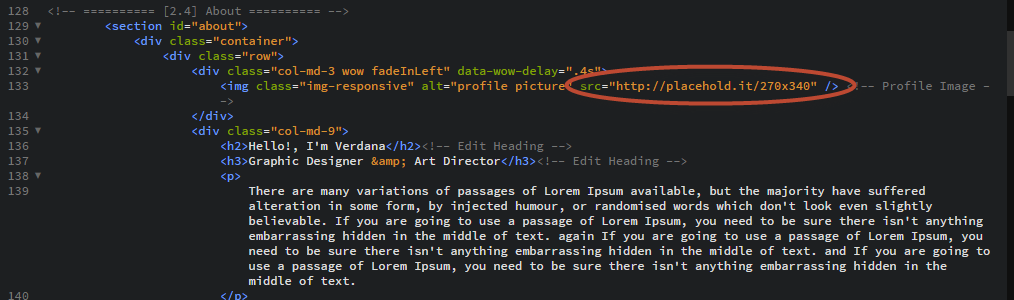 128 <!-- ========== [2.4] About ========== -->
129 <section id="about">
130 <div class="container">
131 <div class="row">
132 <div class="col-md-3 wow fadeInLeft" data-wow-delay=".4s">
133 <img class="img-responsive" alt="profile picture" src="http://placehold.it/270x340" /> <!-- Profile Image -
->
134 </div>
135 <div class="col-md-9">
136 <h2>Hello!, I'm Verdana</h2><!-- Edit Heading -->
137 <h3>Graphic Designer &amp; Art Director</h3><!-- Edit Heading -->
138 <p>
139 There are many variations of passages of Lorem Ipsum available, but the majority have suffered
alteration in some form, by injected humour, or randomised words which don't look even slightly
believable. If you are going to use a passage of Lorem Ipsum, you need to be sure there isn't anything
embarrassing hidden in the middle of text. again If you are going to use a passage of Lorem Ipsum, you
need to be sure there isn't anything embarrassing hidden in the middle of text. and If you are going to
use a passage of Lorem Ipsum, you need to be sure there isn't anything embarrassing hidden in the
middle of text.
140 </p>